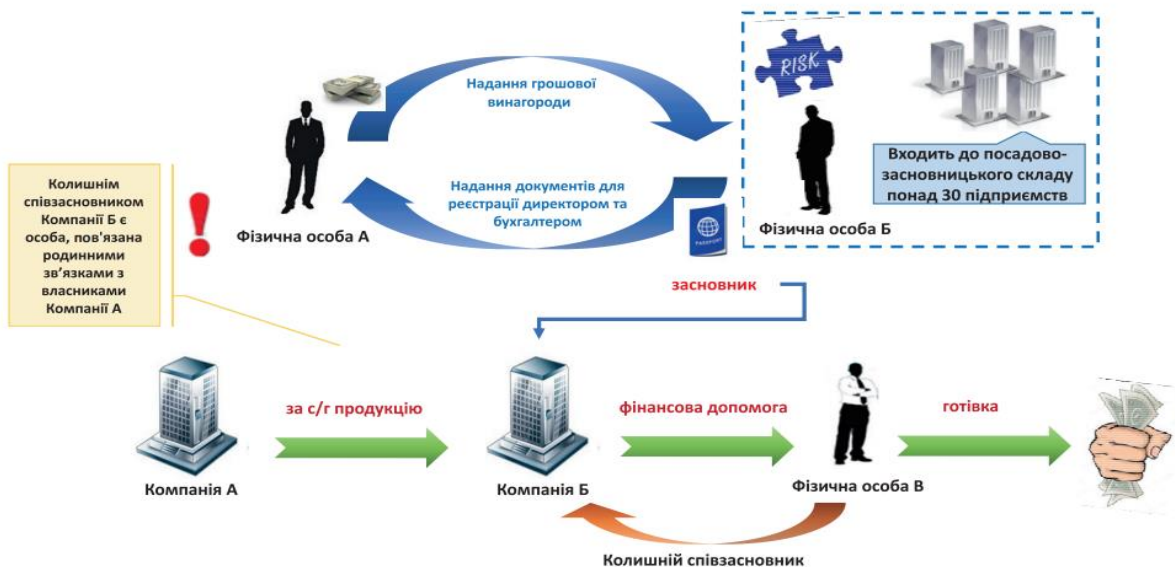 Надання грошової
винагороди
RISK
Входить до посадово-
засновницького складу
понад 30 підприємств
Колишнім
співзасновником
Компанії Б є
особа, пов'язана
родинними
зв’язками з
власниками
Компанії А
Надання документів для
реєстрації директором та
бухгалтером
Фізична особа А
PASSPORT
Фізична особа Б
засновник
за с/г продукцію
фінансова допомога
готівка
Компанія А
Компанія Б
Фізична особа В
Колишній співзасновник